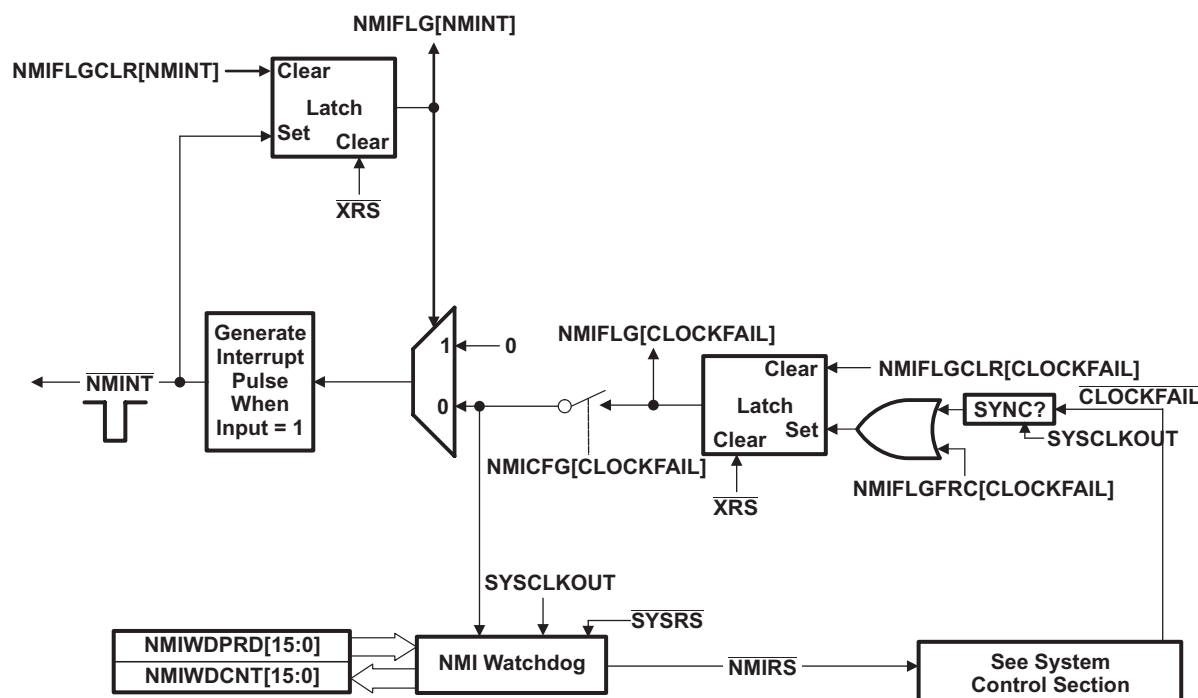 NMIFLG[NMINT]
NMIFLGCLR[NMINT]
Clear
Latch
Set
Clear
XRS
Generate
Interrupt
Pulse
When
Input = 1
NMINT
1
0
0
NMIFLG[CLOCKFAIL]
NMICFG[CLOCKFAIL]
Clear
Latch
Set
Clear
XRS
NMIFLGCLR[CLOCKFAIL]
CLOCKFAIL
SYNC?
SYSCLKOUT
NMIFLGFRC[CLOCKFAIL]
SYSCLKOUT
SYSRS
NMIWDPRD[15:0]
NMIWDCNT[15:0]
NMI Watchdog
NMIRS
See System
Control Section